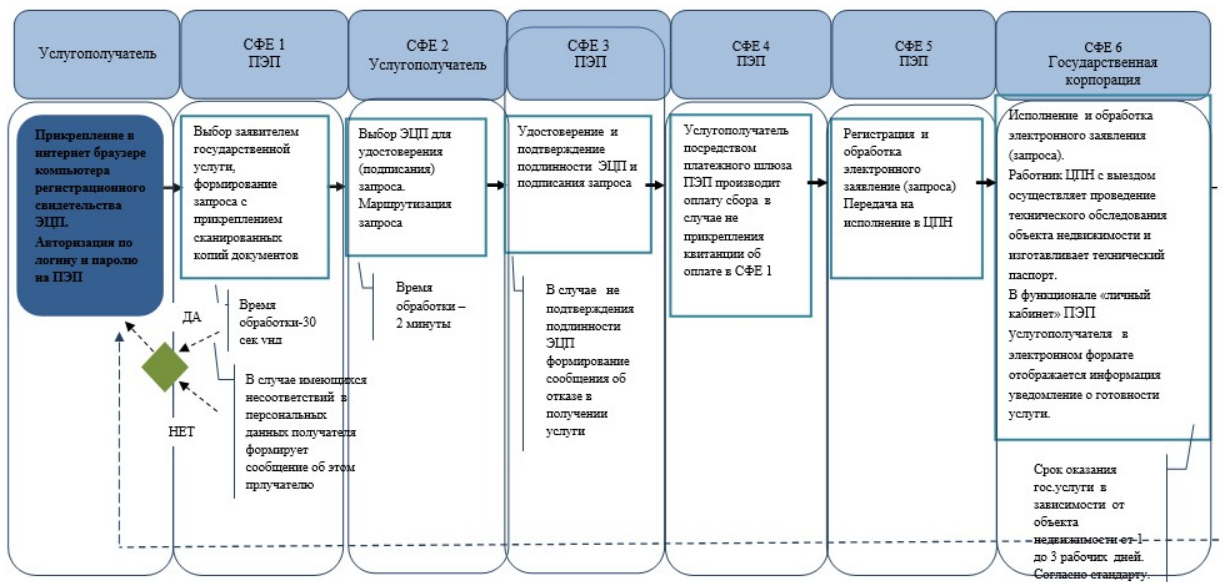 Услугополучатель
СФЕ 1
ПЭП
СФЕ 2
Услугополучатель
СФЕ 3
ПЭП
СФЕ 4
ПЭП
СФЕ 5
ПЭП
СФЕ 6
Государственная
корпорация
Прикрепление в
интернет браузере
компьютера
регистрационного
свидетельства
ЭЦП.
Авторизация по
логину и паролю
на ПЭП
Выбор заявителем
государственной
услуги,
формирование
запроса с
прикреплением
сканированных
копий документов
Выбор ЭЦП для
удостоверения
(подписания)
запроса.
Маршрутизация
запроса
Удостоверение и
подтверждение
подлинности ЭЦП и
подписания запроса
Услугополучатель
посредством
платежного шлюза
ПЭП производит
оплату сбора в
случае не
прикрепления
квитанции об
оплате в СФЕ 1
Регистрация и
обработка
электронного
заявление (запроса)
Передача на
исполнение в ЦПН
Исполнение и обработка
электронного заявления
(запроса).
Работник ЦПН с выездом
осуществляет проведение
технического обследования
объекта недвижимости и
изготавливает технический
паспорт.
В функционале «личный
кабинет» ПЭП
услугополучателя в
электронном формате
отображается информация
уведомление о готовности
услуги.
ДА
НЕТ
Время
обработки-30
сек унд
В случае имеющихся
несоответствий в
персональных
данных получателя
формирует
сообщение об этом
прлучателю
Время
обработки –
2 минуты
В случае не
подтверждения
подлинности
ЭЦП
формирование
сообщения об
отказе в
получении
услуги
Срок оказания
гос.услуги в
зависимости от
объекта
недвижимости от 1
до 3 рабочих дней.
Согласно стандарту.